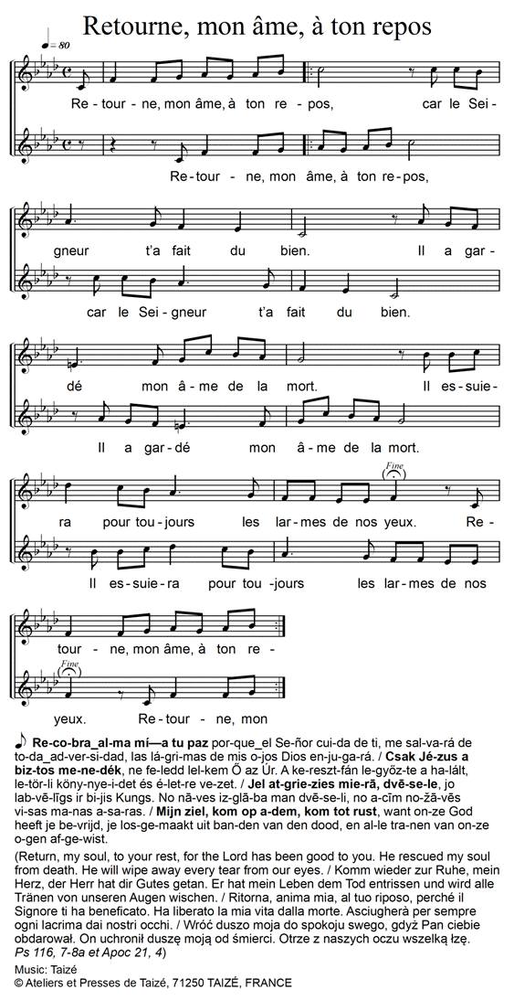 Retourne, mon âme, à ton repos
= 80
Re - tour - ne, mon âme, à ton re - pos, car le Sei -
Re - tour - ne, mon âme, à ton re - pos,
gneur t'a fait du bien. Il a gar -
car le Sei - gneur t'a fait du bien.
dé mon â - me de la mort. Il es - suie -
Il a gar - dé mon â - me de la mort.
(Fine)
ra pour tou - jours les lar - mes de nos yeux. Re -
Il es - suie - ra pour tou - jours les lar - mes de nos
tour - ne, mon âme, à ton re -
(Fine)
yeux. Re - tour - ne, mon
Re-co-bra_al-ma mí—a tu paz por-que_el Se-ñor cui-da de ti, me sal-va-rá de
to-da_ad-ver-si-dad, las lá-gri-mas de mis o-jos Dios en-ju-ga-rá. / Csak Jé-zus a
biz-tos me-ne-dék, ne fe-ledd lel-kem Ő az Úr. A ke-reszt-fán le-győz-te a ha-lált,
le-tör-li köny-nye-i-det és é-let-re ve-zet. / Jel at-grie-zies mie-rā, dvē-se-le, jo
lab-vē-līgs ir bi-jis Kungs. No nā-ves iz-glā-ba man dvē-se-li, no a-cīm no-žā-vēs
vi-sas ma-nas a-sa-ras. / Mijn ziel, kom op a-dem, kom tot rust, want on-ze God
heeft je be-vrijd, je los-ge-maakt uit ban-den van den dood, en al-le tra-nen van on-ze
o-gen af-ge-wist.
(Return, my soul, to your rest, for the Lord has been good to you. He rescued my soul
from death. He will wipe away every tear from our eyes. / Komm wieder zur Ruhe, mein
Herz, der Herr hat dir Gutes getan. Er hat mein Leben dem Tod entrissen und wird alle
Tränen von unseren Augen wischen. / Ritorna, anima mia, al tuo riposo, perché il
Signore ti ha beneficato. Ha liberato la mia vita dalla morte. Asciugherà per sempre
ogni lacrima dai nostri occhi. / Wróć duszo moja do spokoju swego, gdyż Pan ciebie
obdarował. On uchronił duszę moją od śmierci. Otrze z naszych oczu wszelką łzę.
Ps 116, 7-8a et Apoc 21, 4)
Music: Taizé
© Ateliers et Presses de Taizé, 71250 TAIZÉ, FRANCE